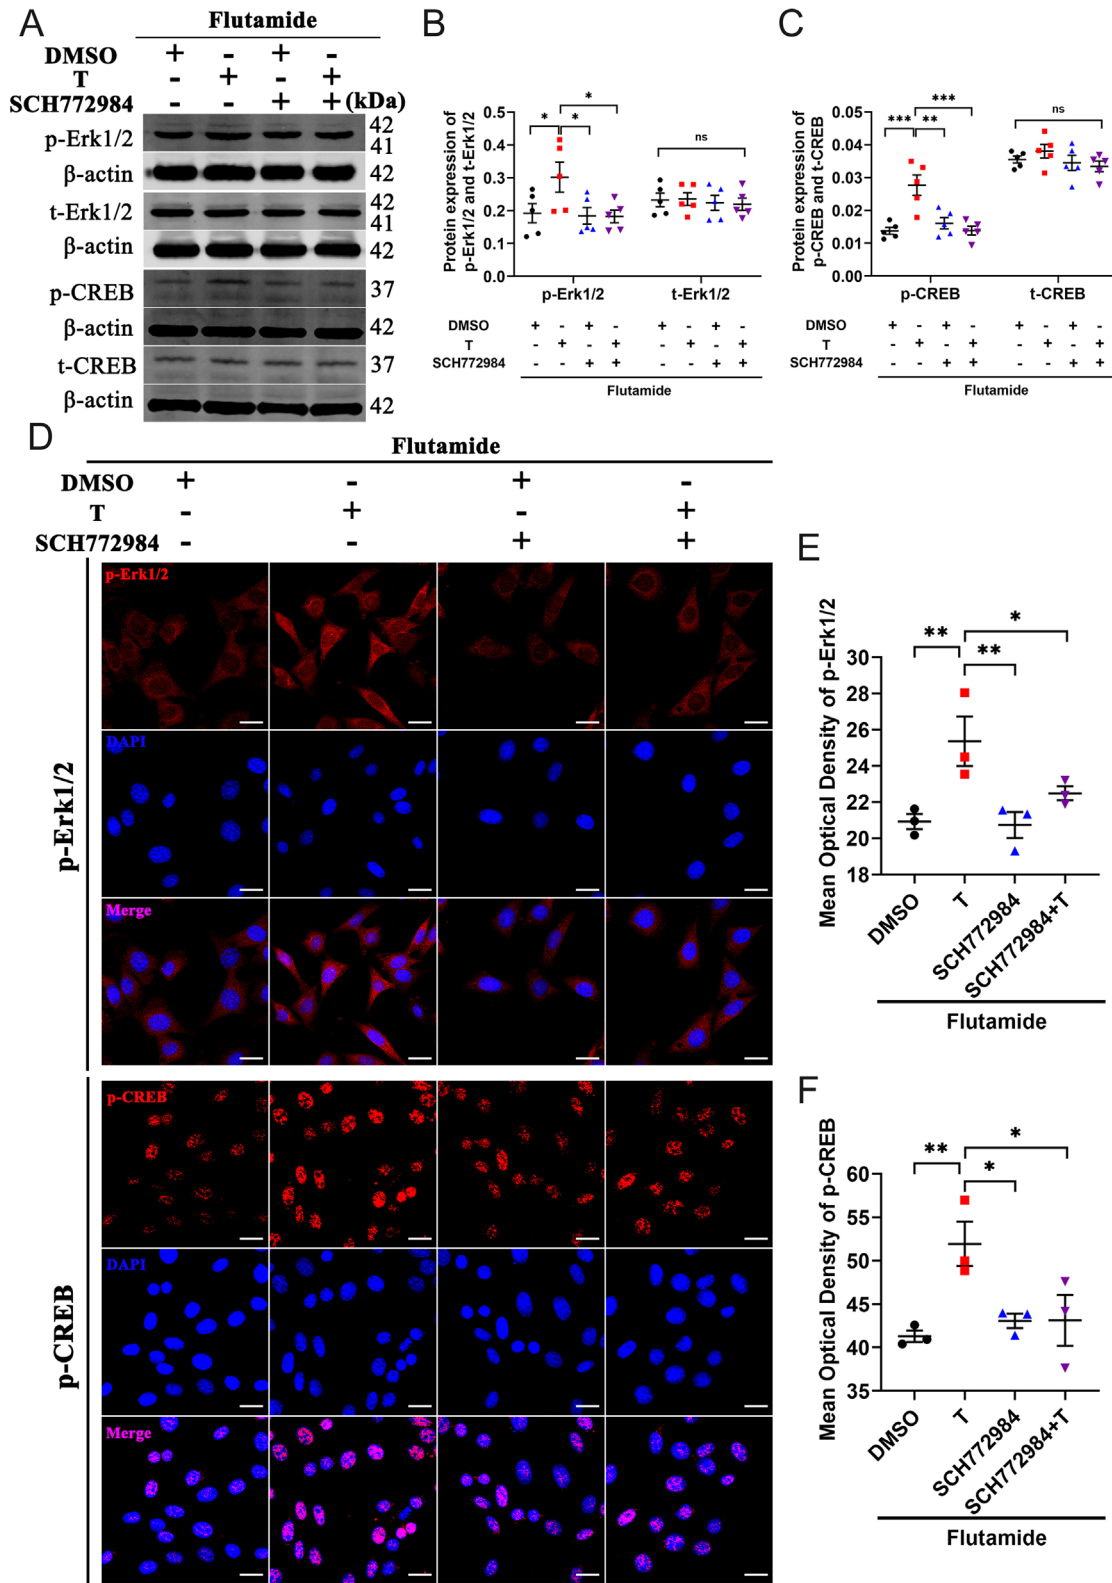 A
Flutamide
DMSO + - + -
T - + - +
SCH772984 - - + + (kDa)
p-Erk1/2 42
41
β-actin 42
t-Erk1/2 42
41
β-actin 42
p-CREB 37
β-actin 42
t-CREB 37
β-actin 42
B
Protein expression of
p-Erk1/2 and t-Erk1/2
0.5
0.4
0.3
0.2
0.1
0.0
* * *
ns
p-Erk1/2 t-Erk1/2
DMSO + - + - + - + -
T - + - + - + - +
SCH772984 - - + + - - + +
Flutamide
C
Protein expression of
p-CREB and t-CREB
0.05
0.04
0.03
0.02
0.01
0.00
*** ** ***
ns
p-CREB t-CREB
DMSO + - + - + - + -
T - + - + - + - +
SCH772984 - - + + - - + +
Flutamide
D
Flutamide
DMSO + - + -
T - + - +
SCH772984 - - + +
p-Erk1/2
p-Erk1/2
DAPI
Merge
p-CREB
p-CREB
DAPI
Merge
E
Mean Optical Density of p-Erk1/2
30
28
26
24
22
20
18
** ** *
DMSO
T
SCH772984
SCH772984+T
Flutamide
F
Mean Optical Density of p-CREB
60
55
50
45
40
35
** * *
DMSO
T
SCH772984
SCH772984+T
Flutamide